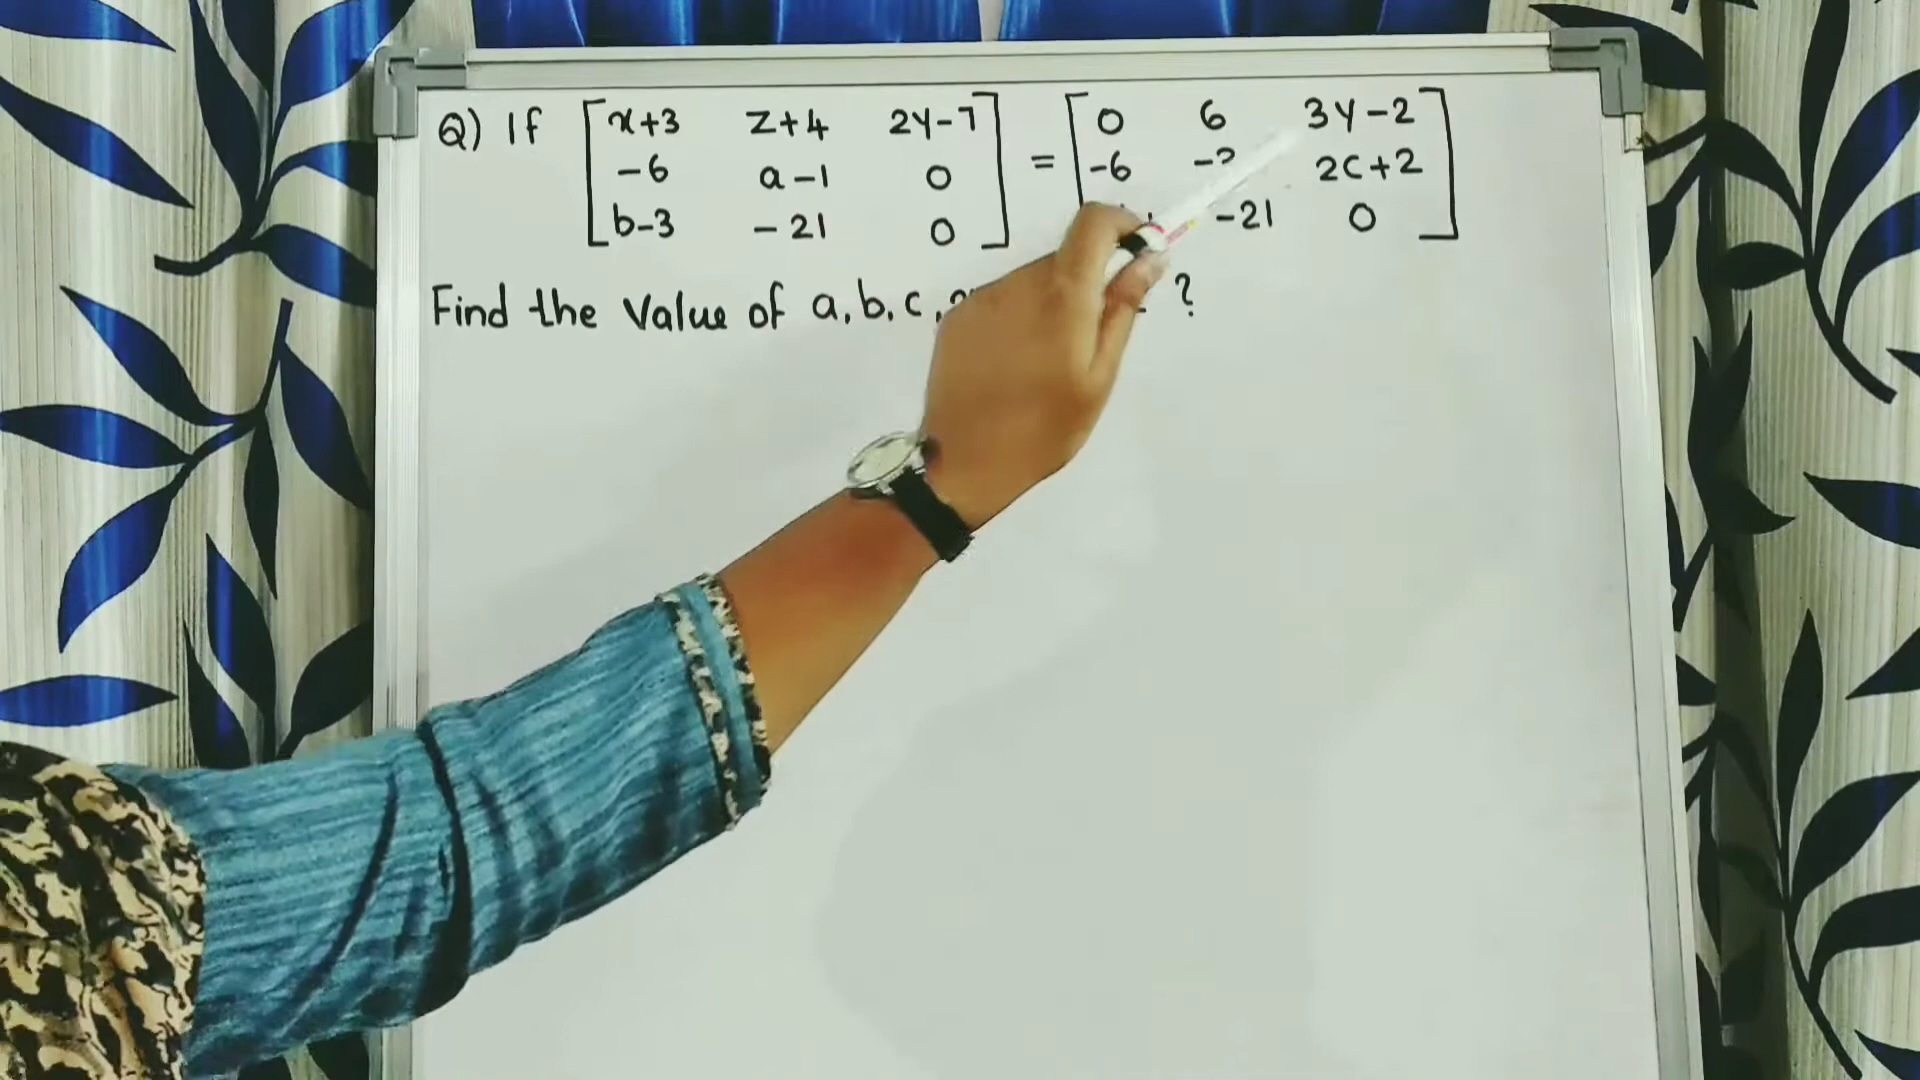 Q) If [x+3 z+4 2y-7] = [0 6 3y-2]
[-6 a-1 0] [-6 2c+2]
[b-3 -21 0] [-21 0]
Find the value of a, b, c, ?